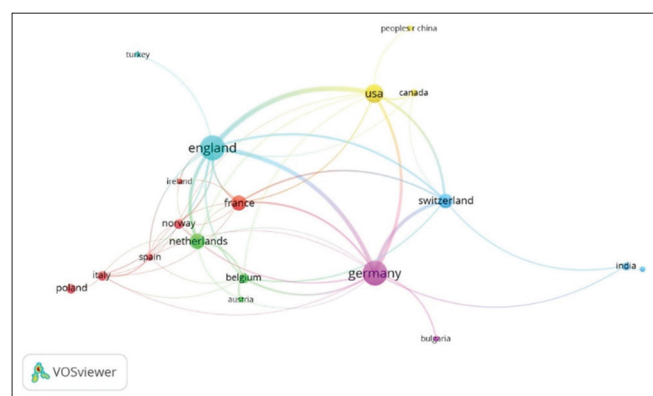 peoples r china
turkey
usa
canada
england
ireland
france
switzerland
norway
netherlands
spain
italy
belgium
germany
india
poland
austria
bulgaria
VOSviewer